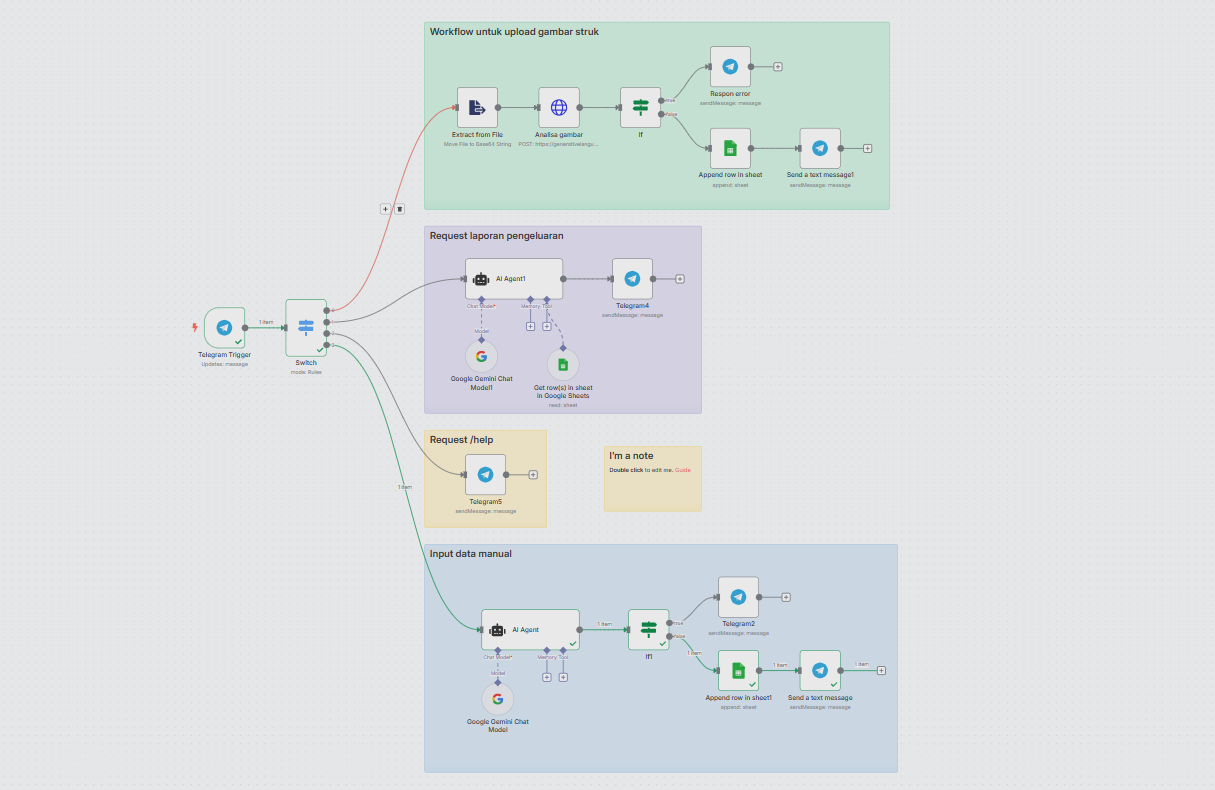 Workflow untuk upload gambar struk
Respon error
sendMessage: message
true
false
Extract from File
Move File to Base64 String
Analisa gambar
POST: https://generativelangu...
If
Append row in sheet
append: sheet
Send a text message1
sendMessage: message
Request laporan pengeluaran
AI Agent1
Chat Model*
Memory
Tool
Telegram4
sendMessage: message
Model
Google Gemini Chat
Model1
Get row(s) in sheet
in Google Sheets
read: sheet
1 item
Telegram Trigger
Updates: message
Switch
mode: Rules
Request /help
Telegram5
sendMessage: message
I'm a note
Double click to edit me. Guide
1 item
Input data manual
AI Agent
Chat Model*
Memory
Tool
Model
Google Gemini Chat
Model
1 item
If1
true
false
1 item
Telegram2
sendMessage: message
Append row in sheet1
append: sheet
1 item
Send a text message
sendMessage: message
1 item